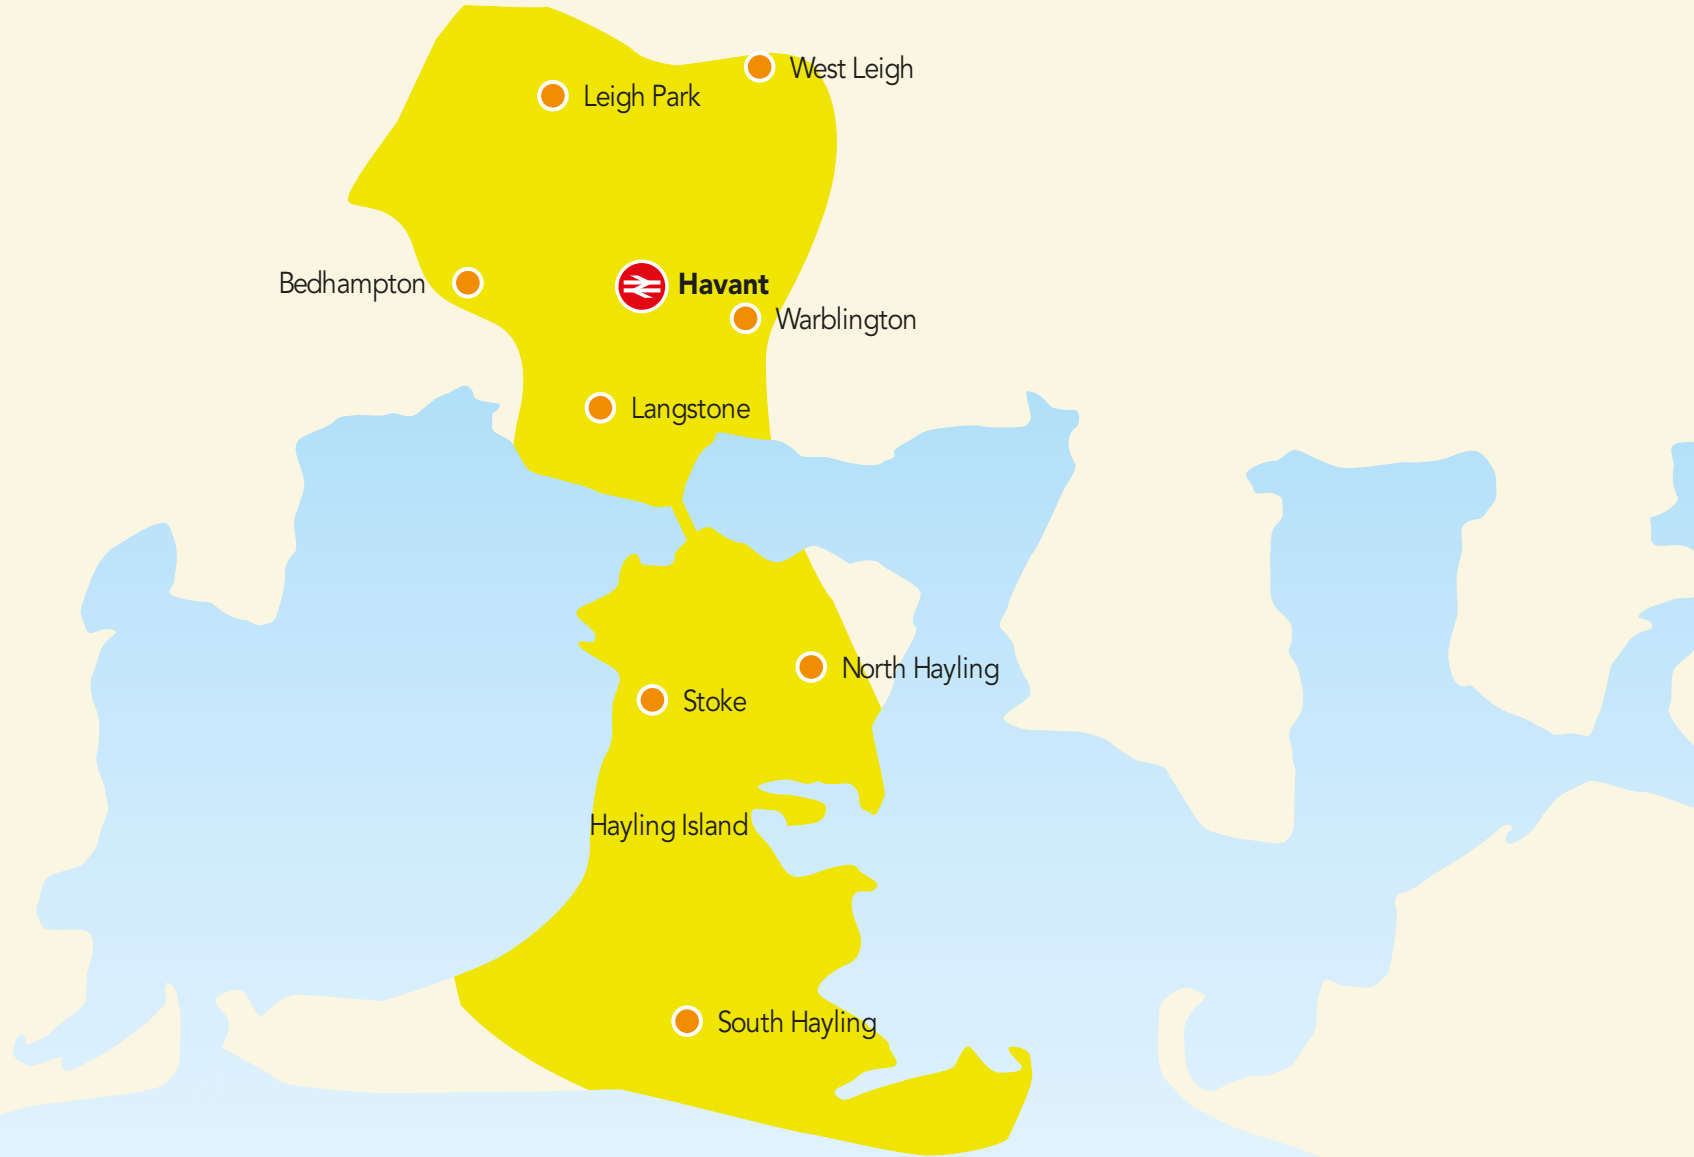 West Leigh
Leigh Park
Bedhampton
Havant
Warblington
Langstone
North Hayling
Stoke
Hayling Island
South Hayling